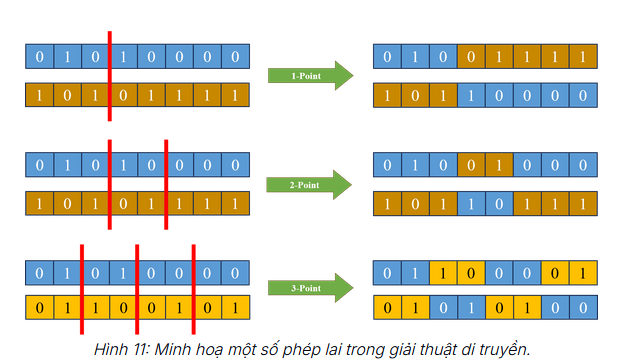 0 1 0 1 0 0 0 0 0 1 0 0 1 1 1 1
1-Point
1 0 1 0 1 1 1 1 1 0 1 1 0 0 0 0
0 1 0 1 0 0 0 0 0 1 0 0 1 0 0 0
2-Point
1 0 1 0 1 1 1 1 1 0 1 1 0 1 1 1
0 1 0 1 0 0 0 0 0 1 1 0 0 0 0 1
3-Point
0 1 1 0 0 1 0 1 0 1 0 1 0 1 0 0
Hình 11: Minh hoạ một số phép lai trong giải thuật di truyền.